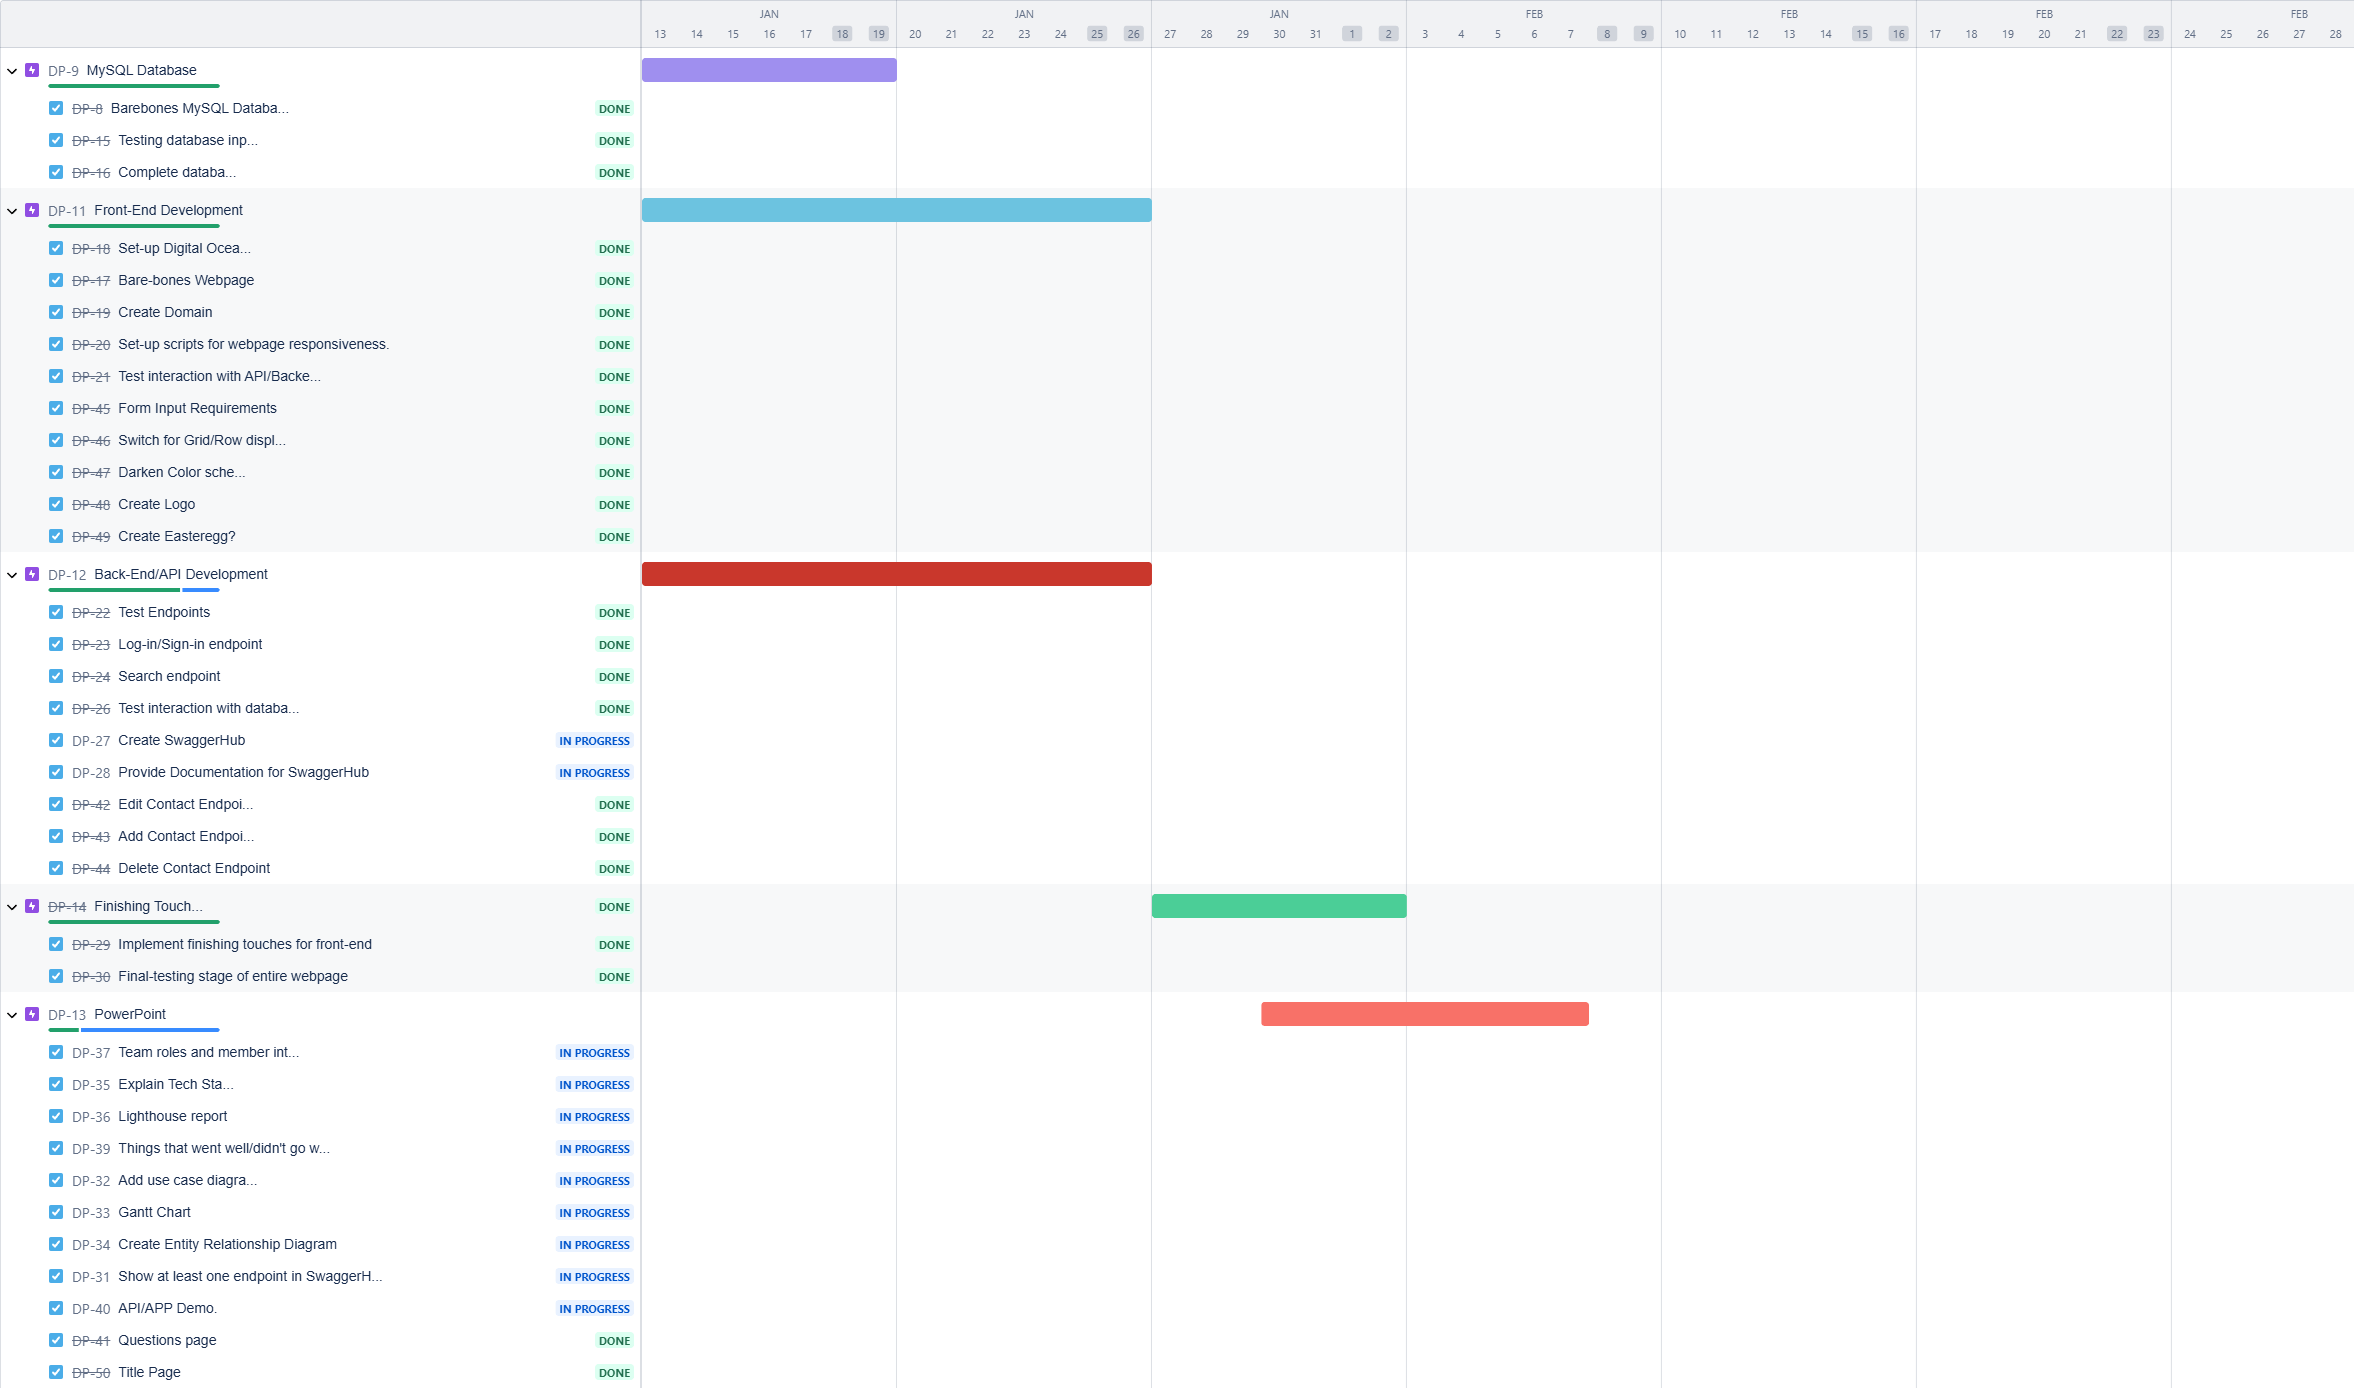 JAN JAN JAN FEB FEB FEB FEB
13 14 15 16 17 18 19 20 21 22 23 24 25 26 27 28 29 30 31 1 2 3 4 5 6 7 8 9 10 11 12 13 14 15 16 17 18 19 20 21 22 23 24 25 26 27 28
DP-9 MySQL Database
DP-8 Barebones MySQL Databa... DONE
DP-15 Testing database inp... DONE
DP-16 Complete databa... DONE
DP-11 Front-End Development
DP-18 Set-up Digital Ocea... DONE
DP-17 Bare-bones Webpage DONE
DP-19 Create Domain DONE
DP-20 Set-up scripts for webpage responsiveness. DONE
DP-21 Test interaction with API/Backe... DONE
DP-45 Form Input Requirements DONE
DP-46 Switch for Grid/Row displ... DONE
DP-47 Darken Color sche... DONE
DP-48 Create Logo DONE
DP-49 Create Easteregg? DONE
DP-12 Back-End/API Development
DP-22 Test Endpoints DONE
DP-23 Log-in/Sign-in endpoint DONE
DP-24 Search endpoint DONE
DP-26 Test interaction with databa... DONE
DP-27 Create SwaggerHub IN PROGRESS
DP-28 Provide Documentation for SwaggerHub IN PROGRESS
DP-42 Edit Contact Endpoi... DONE
DP-43 Add Contact Endpoi... DONE
DP-44 Delete Contact Endpoint DONE
DP-14 Finishing Touch... DONE
DP-29 Implement finishing touches for front-end DONE
DP-30 Final-testing stage of entire webpage DONE
DP-13 PowerPoint
DP-37 Team roles and member int... IN PROGRESS
DP-35 Explain Tech Sta... IN PROGRESS
DP-36 Lighthouse report IN PROGRESS
DP-39 Things that went well/didn't go w... IN PROGRESS
DP-32 Add use case diagra... IN PROGRESS
DP-33 Gantt Chart IN PROGRESS
DP-34 Create Entity Relationship Diagram IN PROGRESS
DP-31 Show at least one endpoint in SwaggerH... IN PROGRESS
DP-40 API/APP Demo. IN PROGRESS
DP-41 Questions page DONE
DP-50 Title Page DONE